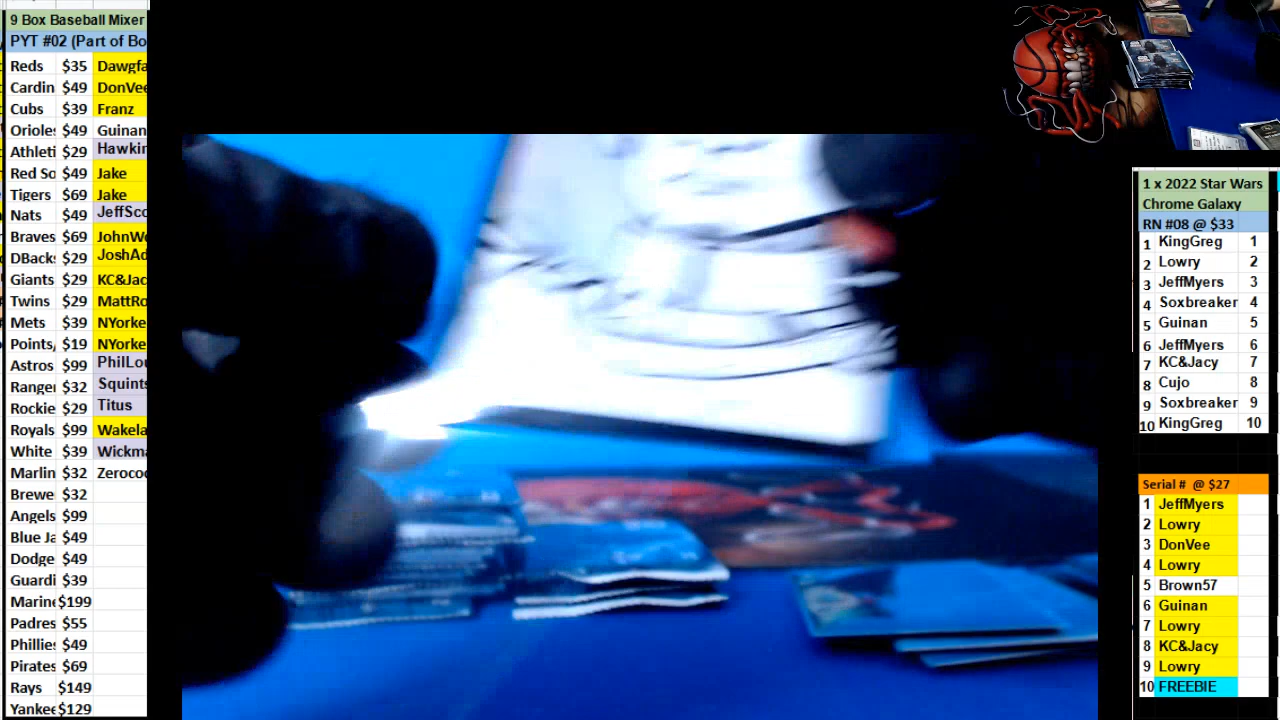 9 Box Baseball Mixer
PYT #02 (Part of Bo
Reds $35 Dawgfa
Cardin $49 DonVee
Cubs $39 Franz
Orioles $49 Guinan
Athleti $29 Hawkin
Red So $49 Jake
Tigers $69 Jake
Nats $49 JeffSco
Braves $69 JohnWo
DBacks $29 JoshAd
Giants $29 KC&Jac
Twins $29 MattRo
Mets $39 NYorke
Points/ $19 NYorke
Astros $99 PhilLou
Ranger $32 Squints
Rockie $29 Titus
Royals $99 Wakela
White $39 Wickma
Marlin $32 Zerocoo
Brewe $32
Angels $99
Blue Ja $49
Dodge $49
Guardi $39
Marine $199
Padres $55
Phillie $49
Pirates $69
Rays $149
Yankee $129
1 x 2022 Star Wars
Chrome Galaxy
RN #08 @ $33
1 KingGreg 1
2 Lowry 2
3 JeffMyers 3
4 Soxbreaker 4
5 Guinan 5
6 JeffMyers 6
7 KC&Jacy 7
8 Cujo 8
9 Soxbreaker 9
10 KingGreg 10
Serial # @ $27
1 JeffMyers
2 Lowry
3 DonVee
4 Lowry
5 Brown57
6 Guinan
7 Lowry
8 KC&Jacy
9 Lowry
10 FREEBIE